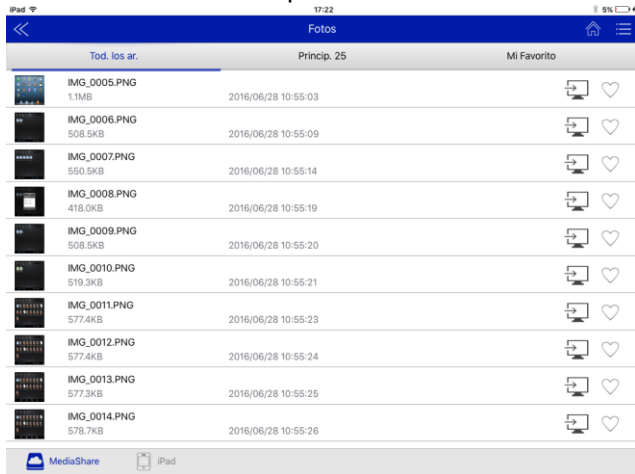 iPad 17:22 5%
Fotos
Tod. los ar. Princip. 25 Mi Favorito
IMG_0005.PNG
1.1MB 2016/06/28 10:55:03
IMG_0006.PNG
508.5KB 2016/06/28 10:55:09
IMG_0007.PNG
550.5KB 2016/06/28 10:55:14
IMG_0008.PNG
418.0KB 2016/06/28 10:55:19
IMG_0009.PNG
508.5KB 2016/06/28 10:55:20
IMG_0010.PNG
519.3KB 2016/06/28 10:55:21
IMG_0011.PNG
577.4KB 2016/06/28 10:55:23
IMG_0012.PNG
577.4KB 2016/06/28 10:55:24
IMG_0013.PNG
577.3KB 2016/06/28 10:55:25
IMG_0014.PNG
578.7KB 2016/06/28 10:55:26
MediaShare iPad